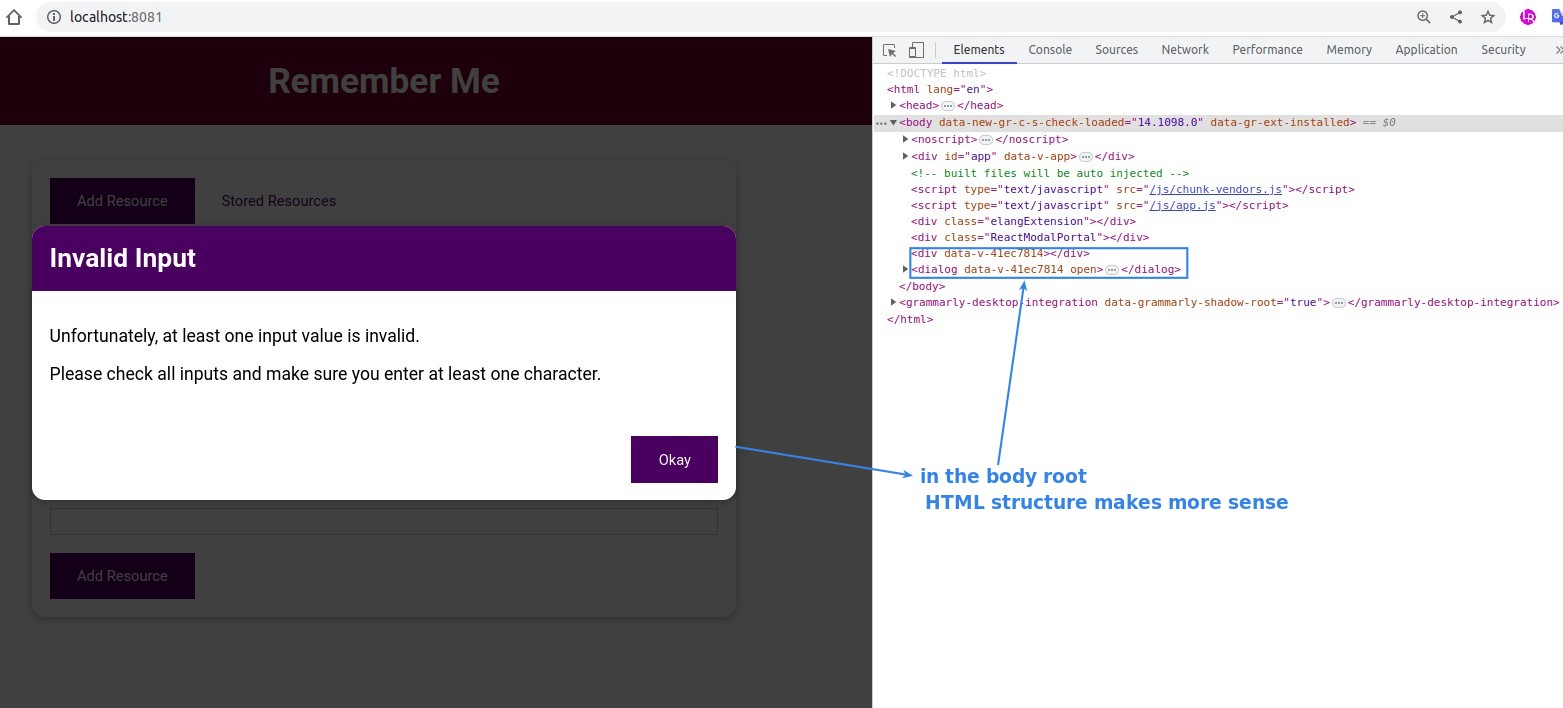 localhost:8081
Remember Me
Add Resource Stored Resources
Invalid Input
Unfortunately, at least one input value is invalid.
Please check all inputs and make sure you enter at least one character.
Okay
Add Resource
Elements Console Sources Network Performance Memory Application Security »
<!DOCTYPE html>
<html lang="en">
<head>…</head>
<body data-new-gr-c-s-check-loaded="14.1098.0" data-gr-ext-installed> == $0
<noscript>…</noscript>
<div id="app" data-v-app>…</div>
<!-- built files will be auto injected -->
<script type="text/javascript" src="/js/chunk-vendors.js"></script>
<script type="text/javascript" src="/js/app.js"></script>
<div class="elangExtension"></div>
<div class="ReactModalPortal"></div>
<div data-v-41ec7814></div>
<dialog data-v-41ec7814 open>…</dialog>
</body>
<grammarly-desktop-integration data-grammarly-shadow-root="true">…</grammarly-desktop-integration>
</html>
in the body root
HTML structure makes more sense